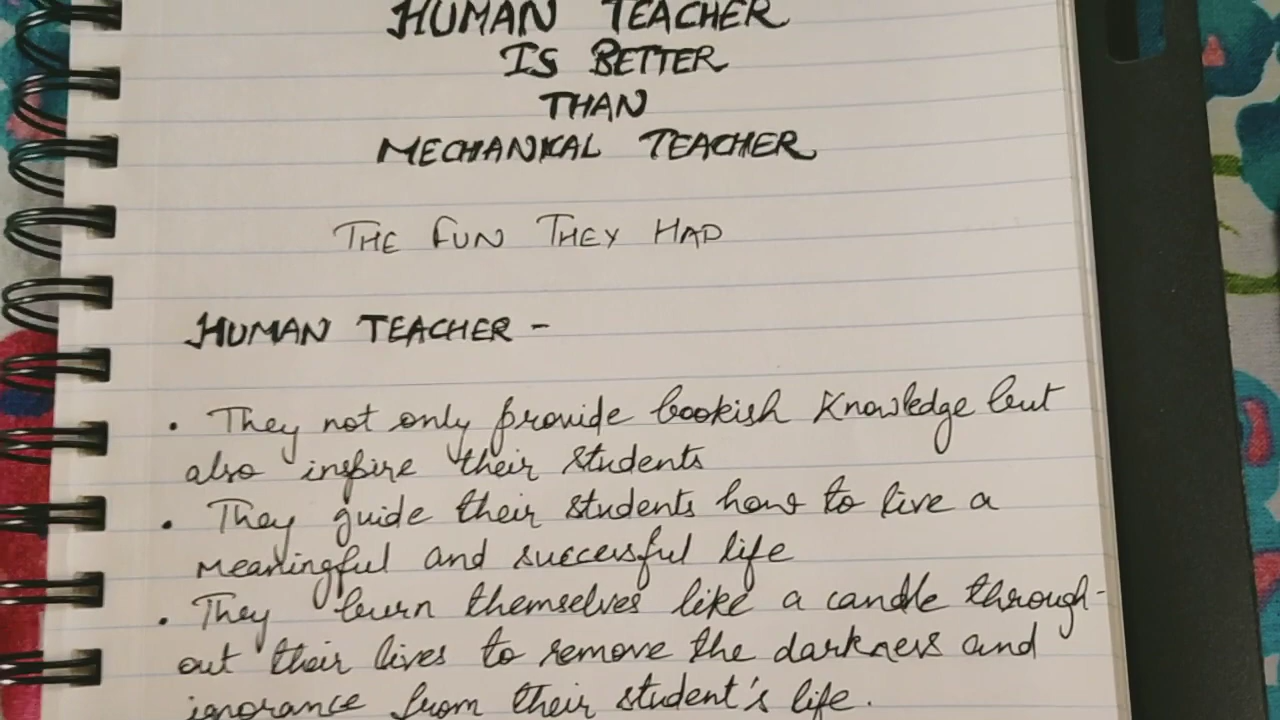 HUMAN TEACHER
IS BETTER
THAN
MECHANICAL TEACHER
THE FUN THEY HAD
HUMAN TEACHER -
• They not only provide bookish Knowledge but
also inspire their students
• They guide their students how to live a
meaningful and successful life
• They burn themselves like a candle through-
out their lives to remove the darkness and
ignorance from their student's life.